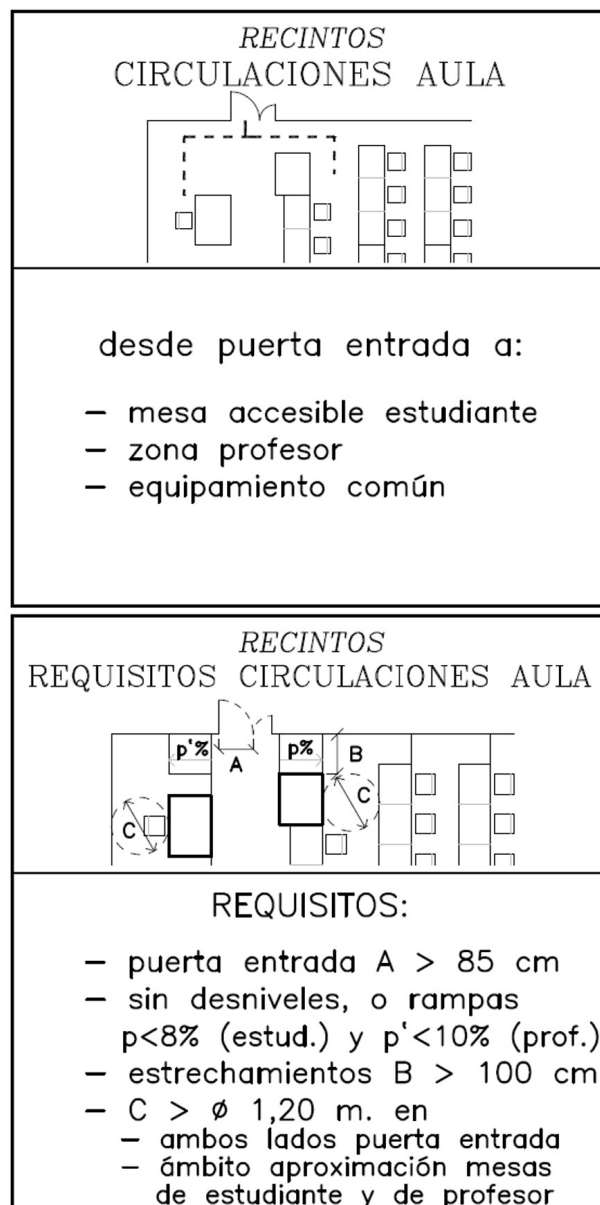 RECINTOS
CIRCULACIONES AULA
desde puerta entrada a:
— mesa accesible estudiante
— zona profesor
— equipamiento común
RECINTOS
REQUISITOS CIRCULACIONES AULA
p'%
p%
A
B
C
C
REQUISITOS:
— puerta entrada A > 85 cm
— sin desniveles, o rampas
p<8% (estud.) y p'<10% (prof.)
— estrechamientos B > 100 cm
— C > ø 1,20 m. en
— ambos lados puerta entrada
— ámbito aproximación mesas
de estudiante y de profesor